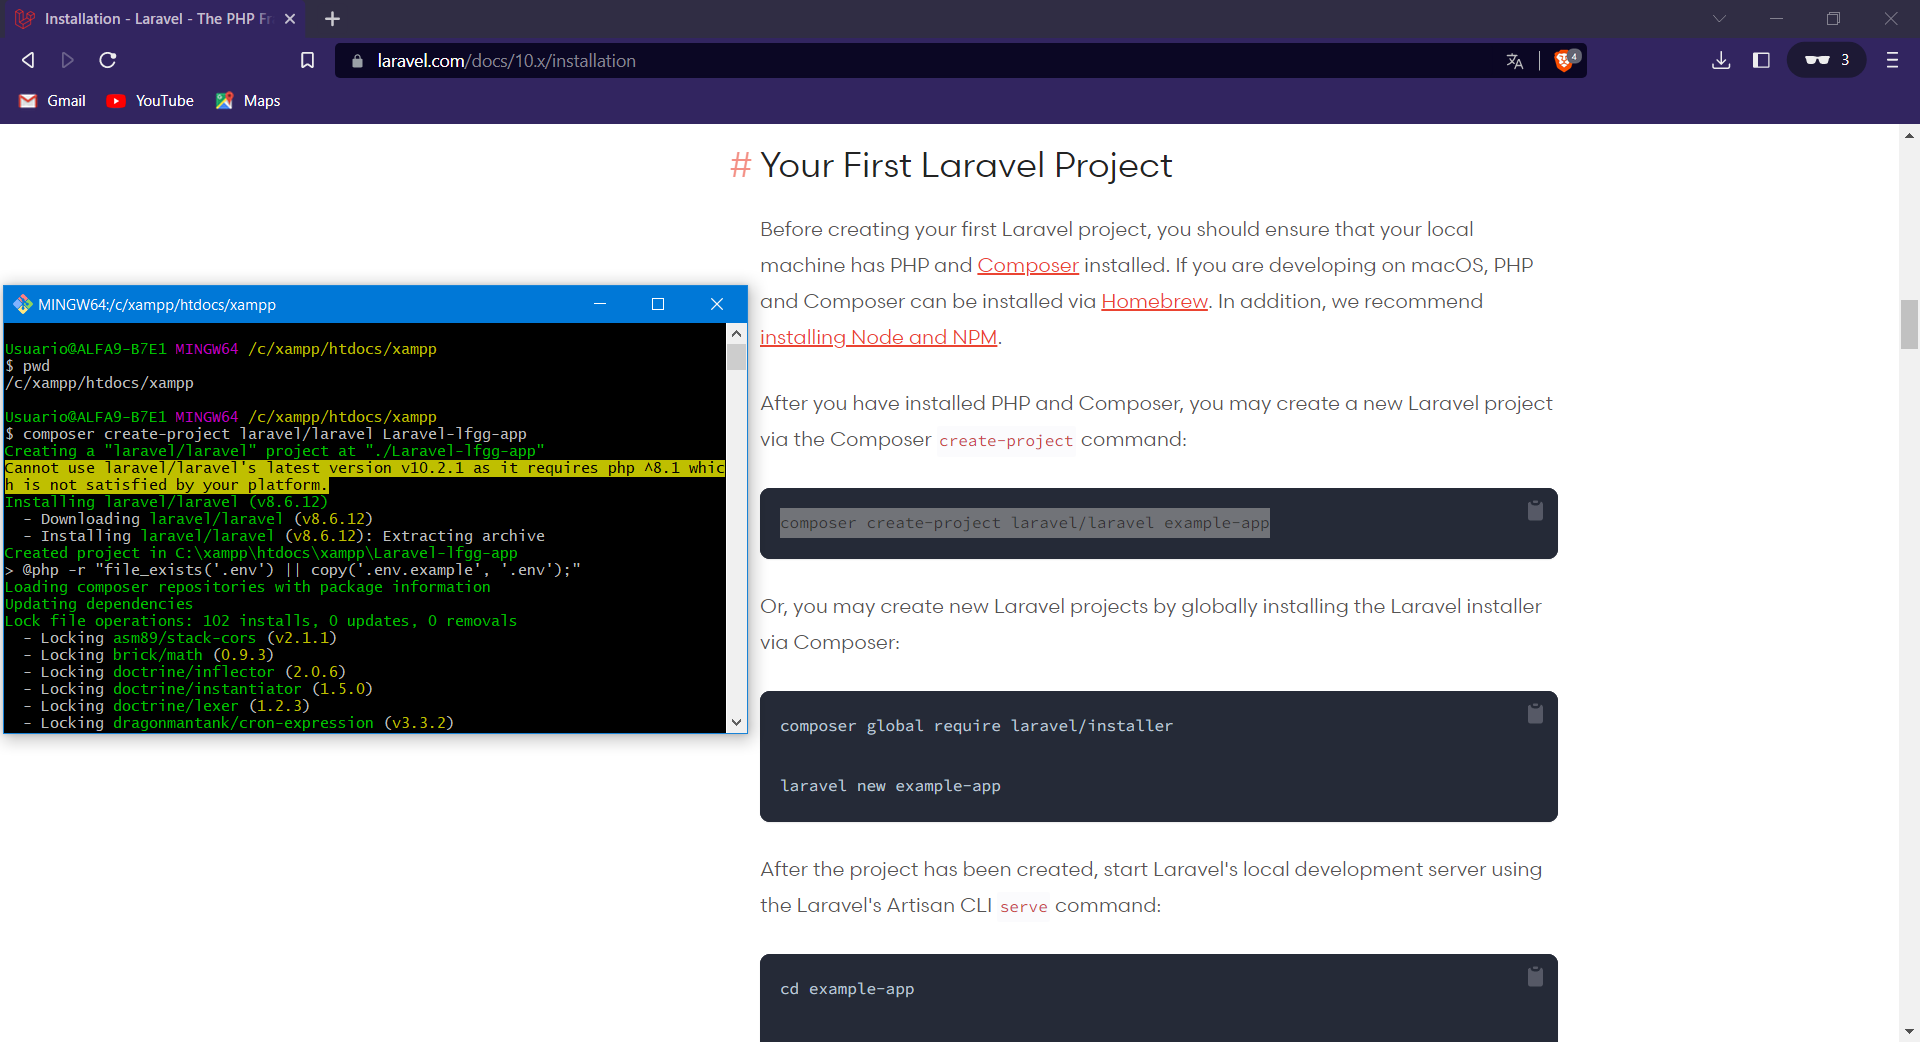 Installation - Laravel - The PHP Fr
laravel.com/docs/10.x/installation
4
3
Gmail
YouTube
Maps
# Your First Laravel Project
Before creating your first Laravel project, you should ensure that your local
machine has PHP and Composer installed. If you are developing on macOS, PHP
and Composer can be installed via Homebrew. In addition, we recommend
installing Node and NPM.
After you have installed PHP and Composer, you may create a new Laravel project
via the Composer create-project command:
composer create-project laravel/laravel example-app
Or, you may create new Laravel projects by globally installing the Laravel installer
via Composer:
composer global require laravel/installer
laravel new example-app
After the project has been created, start Laravel's local development server using
the Laravel's Artisan CLI serve command:
cd example-app
MINGW64:/c/xampp/htdocs/xampp
Usuario@ALFA9-B7E1 MINGW64 /c/xampp/htdocs/xampp
$ pwd
/c/xampp/htdocs/xampp
Usuario@ALFA9-B7E1 MINGW64 /c/xampp/htdocs/xampp
$ composer create-project laravel/laravel Laravel-lfgg-app
Creating a "laravel/laravel" project at "./Laravel-lfgg-app"
Cannot use laravel/laravel's latest version v10.2.1 as it requires php ^8.1 whic
h is not satisfied by your platform.
Installing laravel/laravel (v8.6.12)
- Downloading laravel/laravel (v8.6.12)
- Installing laravel/laravel (v8.6.12): Extracting archive
Created project in C:\xampp\htdocs\xampp\Laravel-lfgg-app
> @php -r "file_exists('.env') || copy('.env.example', '.env');"
Loading composer repositories with package information
Updating dependencies
Lock file operations: 102 installs, 0 updates, 0 removals
- Locking asm89/stack-cors (v2.1.1)
- Locking brick/math (0.9.3)
- Locking doctrine/inflector (2.0.6)
- Locking doctrine/instantiator (1.5.0)
- Locking doctrine/lexer (1.2.3)
- Locking dragonmantank/cron-expression (v3.3.2)